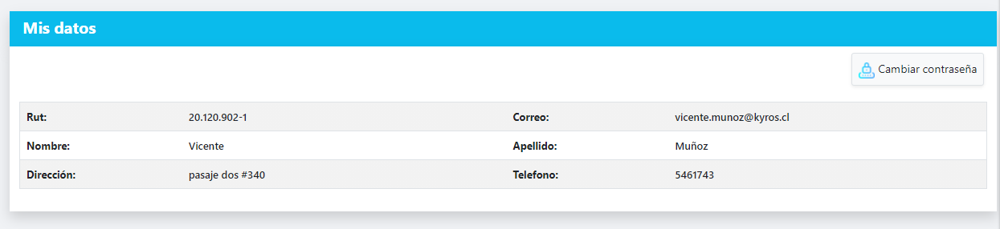 Mis datos
Cambiar contraseña
Rut: 20.120.902-1 Correo: vicente.munoz@kyros.cl
Nombre: Vicente Apellido: Muñoz
Dirección: pasaje dos #340 Telefono: 5461743